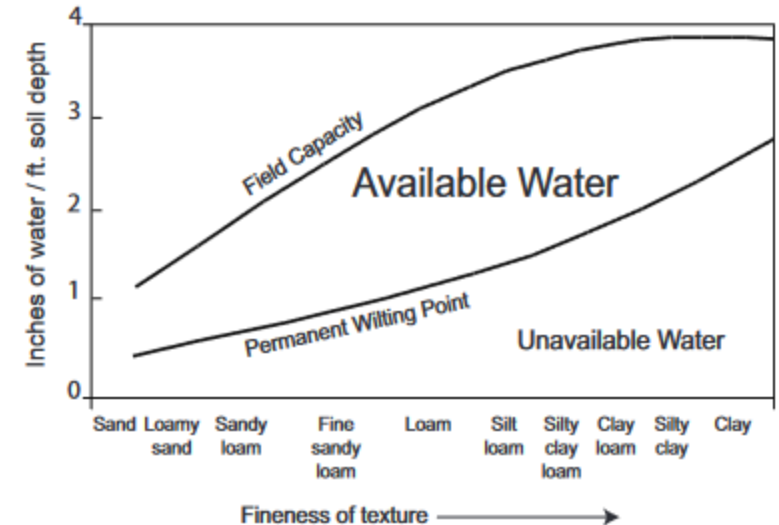 Inches of water / ft. soil depth
4
3
2
1
0
Field Capacity
Available Water
Permanent Wilting Point
Unavailable Water
Sand Loamy sand
Sandy loam
Fine sandy loam
Loam
Silt loam
Silty clay loam
Clay loam
Silty clay
Clay
Fineness of texture